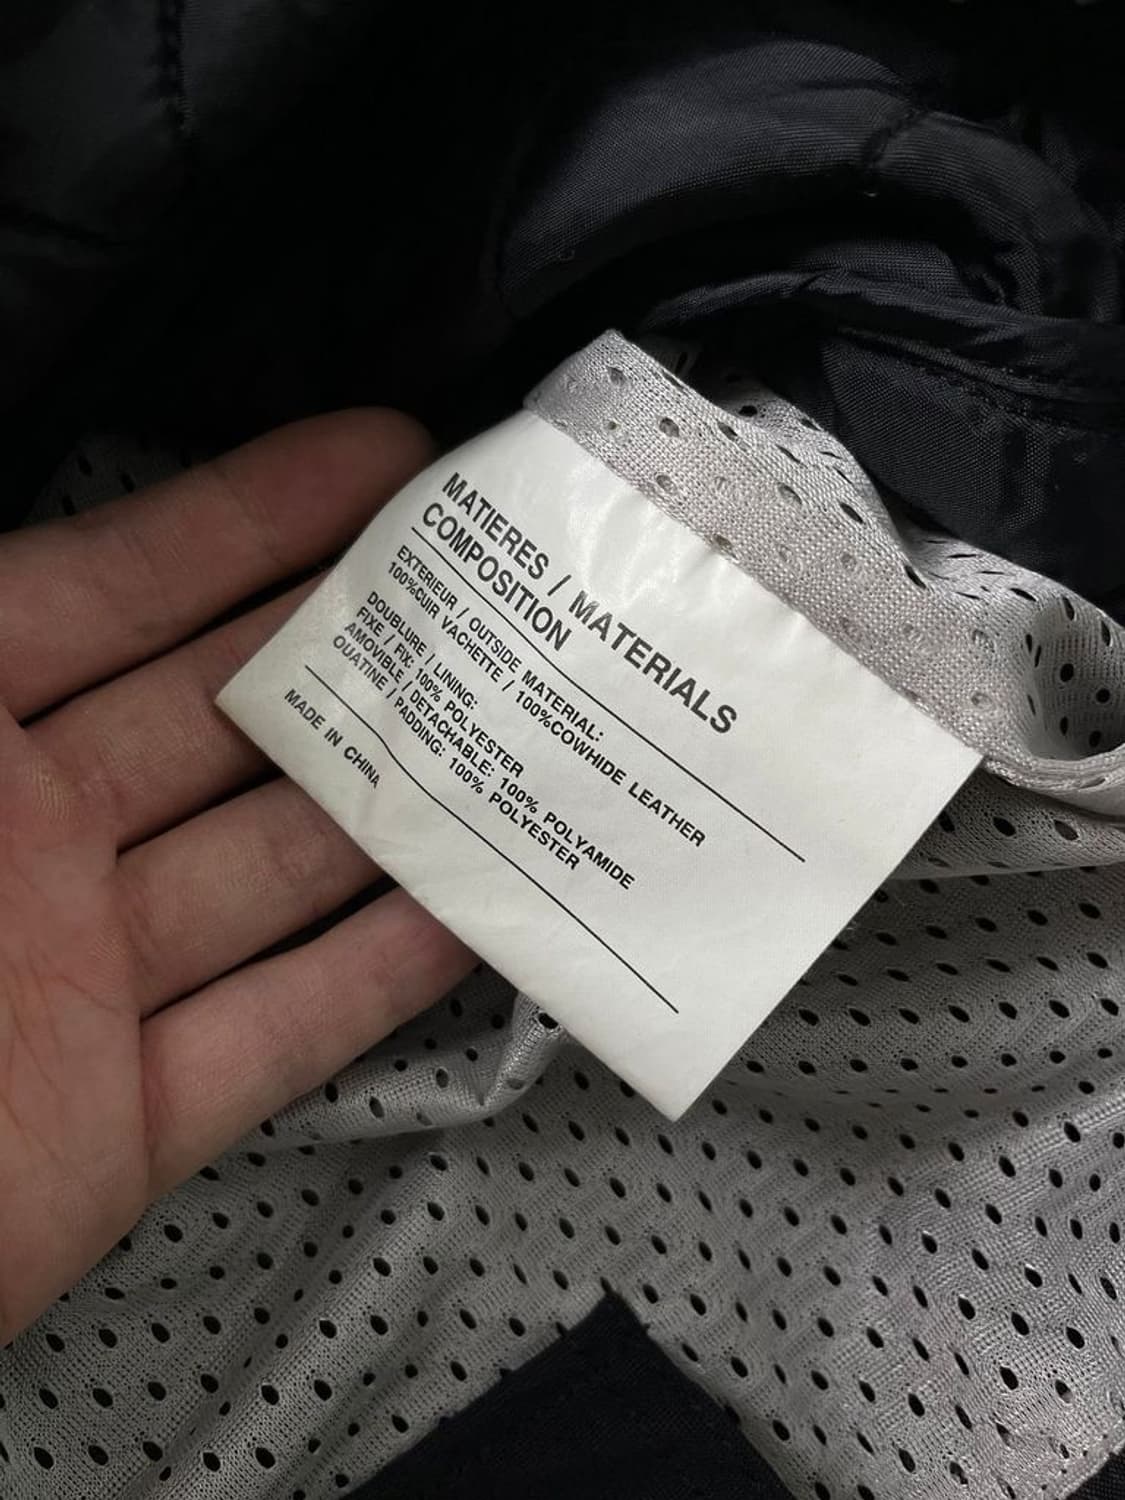 MATIERES / MATERIALS
COMPOSITION
EXTERIEUR / OUTSIDE MATERIAL:
100%CUIR VACHETTE / 100%COWHIDE LEATHER
DOUBLURE / LINING:
FIXE / FIX: 100% POLYESTER
AMOVIBLE / DETACHABLE: 100% POLYAMIDE
OUATINE / PADDING: 100% POLYESTER
MADE IN CHINA